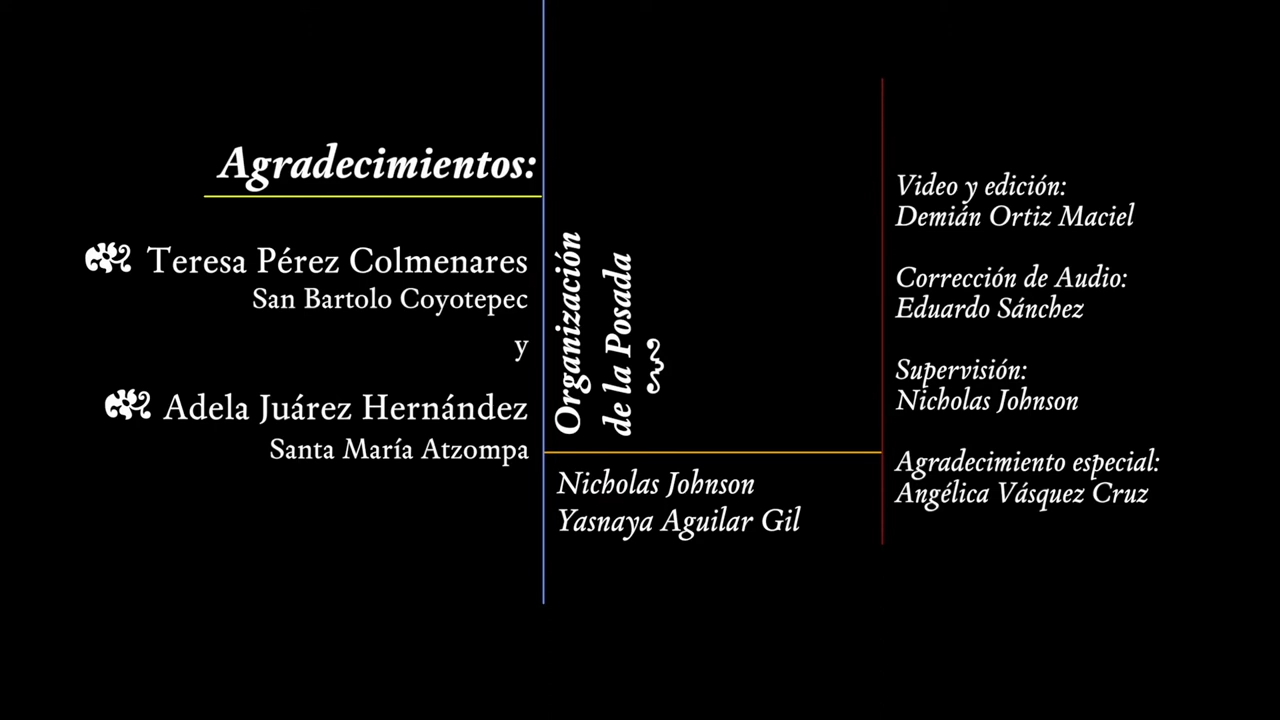 Agradecimientos:
Teresa Pérez Colmenares
San Bartolo Coyotepec
y
Adela Juárez Hernández
Santa María Atzompa
Organización
de la Posada
Nicholas Johnson
Yasnaya Aguilar Gil
Video y edición:
Demián Ortiz Maciel
Corrección de Audio:
Eduardo Sánchez
Supervisión:
Nicholas Johnson
Agradecimiento especial:
Angélica Vásquez Cruz